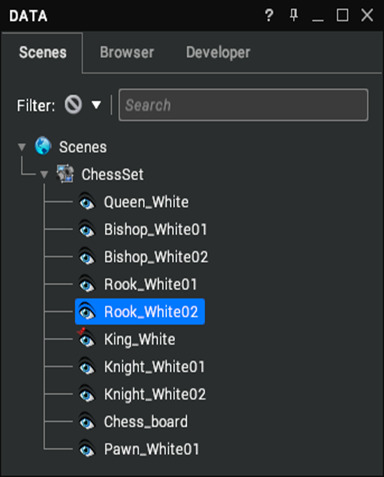 DATA ?
Scenes Browser Developer
Filter: Search
Scenes
ChessSet
Queen_White
Bishop_White01
Bishop_White02
Rook_White01
Rook_White02
King_White
Knight_White01
Knight_White02
Chess_board
Pawn_White01